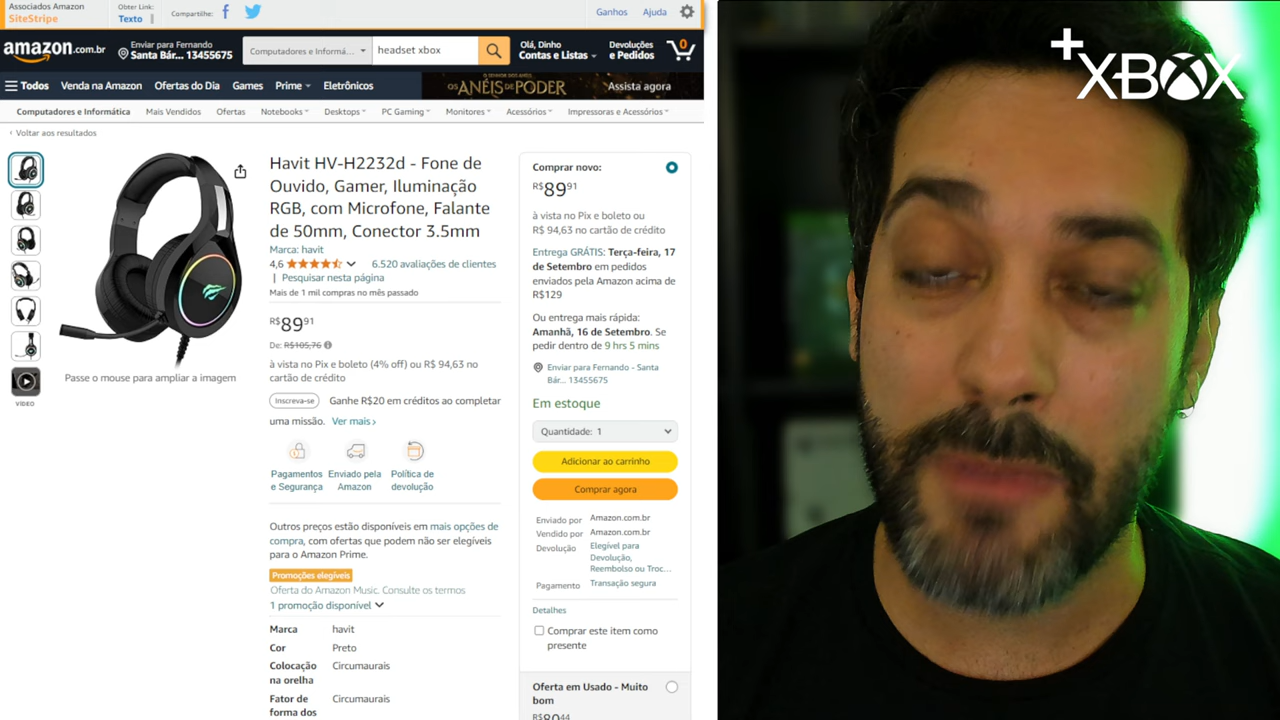 Associados Amazon
SiteStripe
Obter Link:
Texto
Compartilhe:
Ganhos
Ajuda
amazon.com.br
Enviar para Fernando
Santa Bár... 13455675
Computadores e Informá...
headset xbox
Olá, Dinho
Contas e Listas
Devoluções
e Pedidos
0
Todos
Venda na Amazon
Ofertas do Dia
Games
Prime
Eletrônicos
O SENHOR DOS ANÉIS
OS ANÉIS DE PODER
Assista agora
Computadores e Informática
Mais Vendidos
Ofertas
Notebooks
Desktops
PC Gaming
Monitores
Acessórios
Impressoras e Acessórios
‹ Voltar aos resultados
Havit HV-H2232d - Fone de
Ouvido, Gamer, Iluminação
RGB, com Microfone, Falante
de 50mm, Conector 3.5mm
Marca: havit
4,6
6.520 avaliações de clientes
| Pesquisar nesta página
Mais de 1 mil compras no mês passado
R$89 91
De: R$105,76
à vista no Pix e boleto (4% off) ou R$ 94,63 no
cartão de crédito
Inscreva-se
Ganhe R$20 em créditos ao completar
uma missão. Ver mais ›
Pagamentos
e Segurança
Enviado pela
Amazon
Política de
devolução
Outros preços estão disponíveis em mais opções de
compra, com ofertas que podem não ser elegíveis
para o Amazon Prime.
Promoções elegíveis
Oferta do Amazon Music. Consulte os termos
1 promoção disponível
Marca havit
Cor Preto
Colocação
na orelha
Circumaurais
Fator de
forma dos
Circumaurais
Passe o mouse para ampliar a imagem
VÍDEO
Comprar novo:
R$89 91
à vista no Pix e boleto ou
R$ 94,63 no cartão de crédito
Entrega GRÁTIS: Terça-feira, 17
de Setembro em pedidos
enviados pela Amazon acima de
R$129
Ou entrega mais rápida:
Amanhã, 16 de Setembro. Se
pedir dentro de 9 hrs 5 mins
Enviar para Fernando - Santa
Bár... 13455675
Em estoque
Quantidade: 1
Adicionar ao carrinho
Comprar agora
Enviado por Amazon.com.br
Vendido por Amazon.com.br
Devolução Elegível para
Devolução,
Reembolso ou Troc...
Pagamento Transação segura
Detalhes
Comprar este item como
presente
Oferta em Usado - Muito
bom
R$80 44
+XBOX